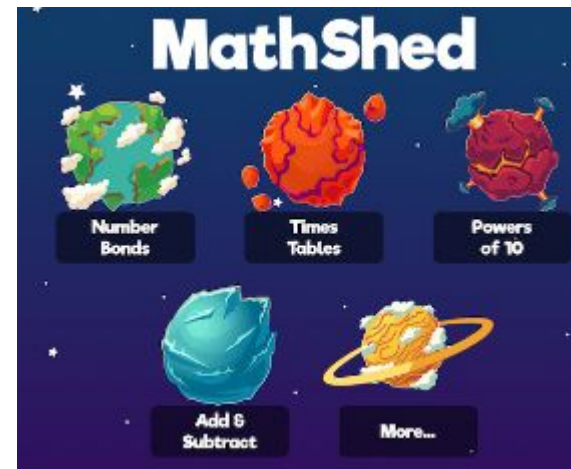 MathShed
Number
Bonds
Times
Tables
Powers
of 10
Add &
Subtract
More...